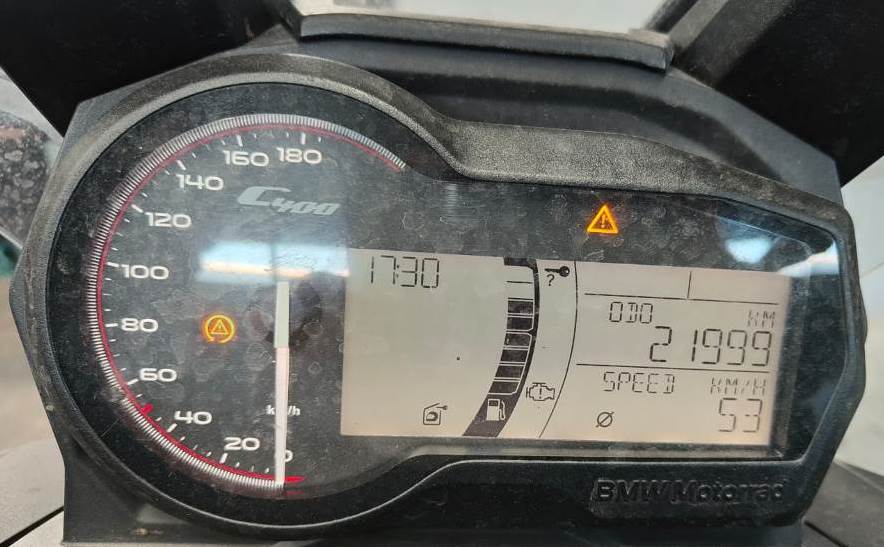 160 180
140
C400
120
17:30
?
100
ODO KM
21999
80
SPEED KM/H
60
53
40
km/h
Ø
20
0
BMW Motorrad